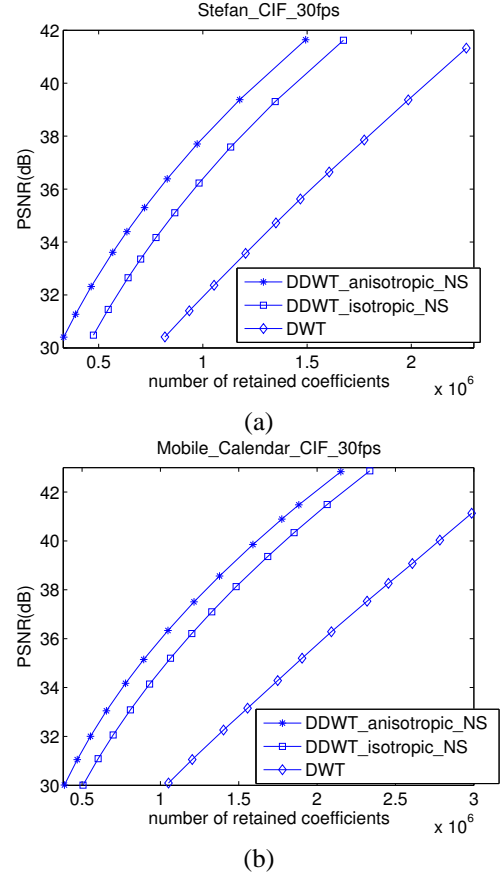 Stefan_CIF_30fps
42
40
38
36
34
32
30
PSNR(dB)
DDWT_anisotropic_NS
DDWT_isotropic_NS
DWT
0.5 1 1.5 2
number of retained coefficients
x 10^6
(a)
Mobile_Calendar_CIF_30fps
42
40
38
36
34
32
30
PSNR(dB)
DDWT_anisotropic_NS
DDWT_isotropic_NS
DWT
0.5 1 1.5 2 2.5 3
number of retained coefficients
x 10^6
(b)